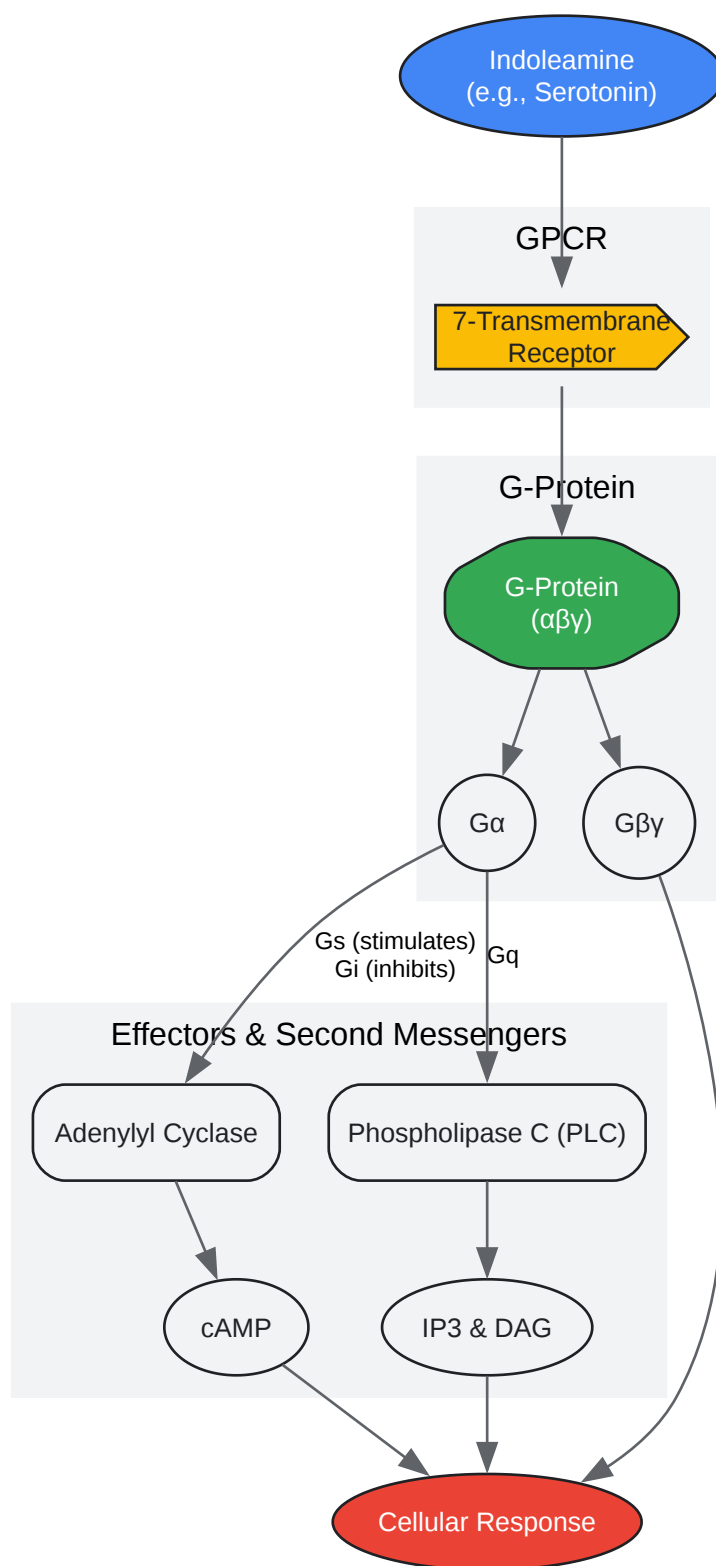 Indoleamine
(e.g., Serotonin)
GPCR
7-Transmembrane
Receptor
G-Protein
G-Protein
(αβγ)
Gα
Gβγ
Gs (stimulates)
Gi (inhibits)
Gq
Effectors & Second Messengers
Adenylyl Cyclase
Phospholipase C (PLC)
cAMP
IP3 & DAG
Cellular Response